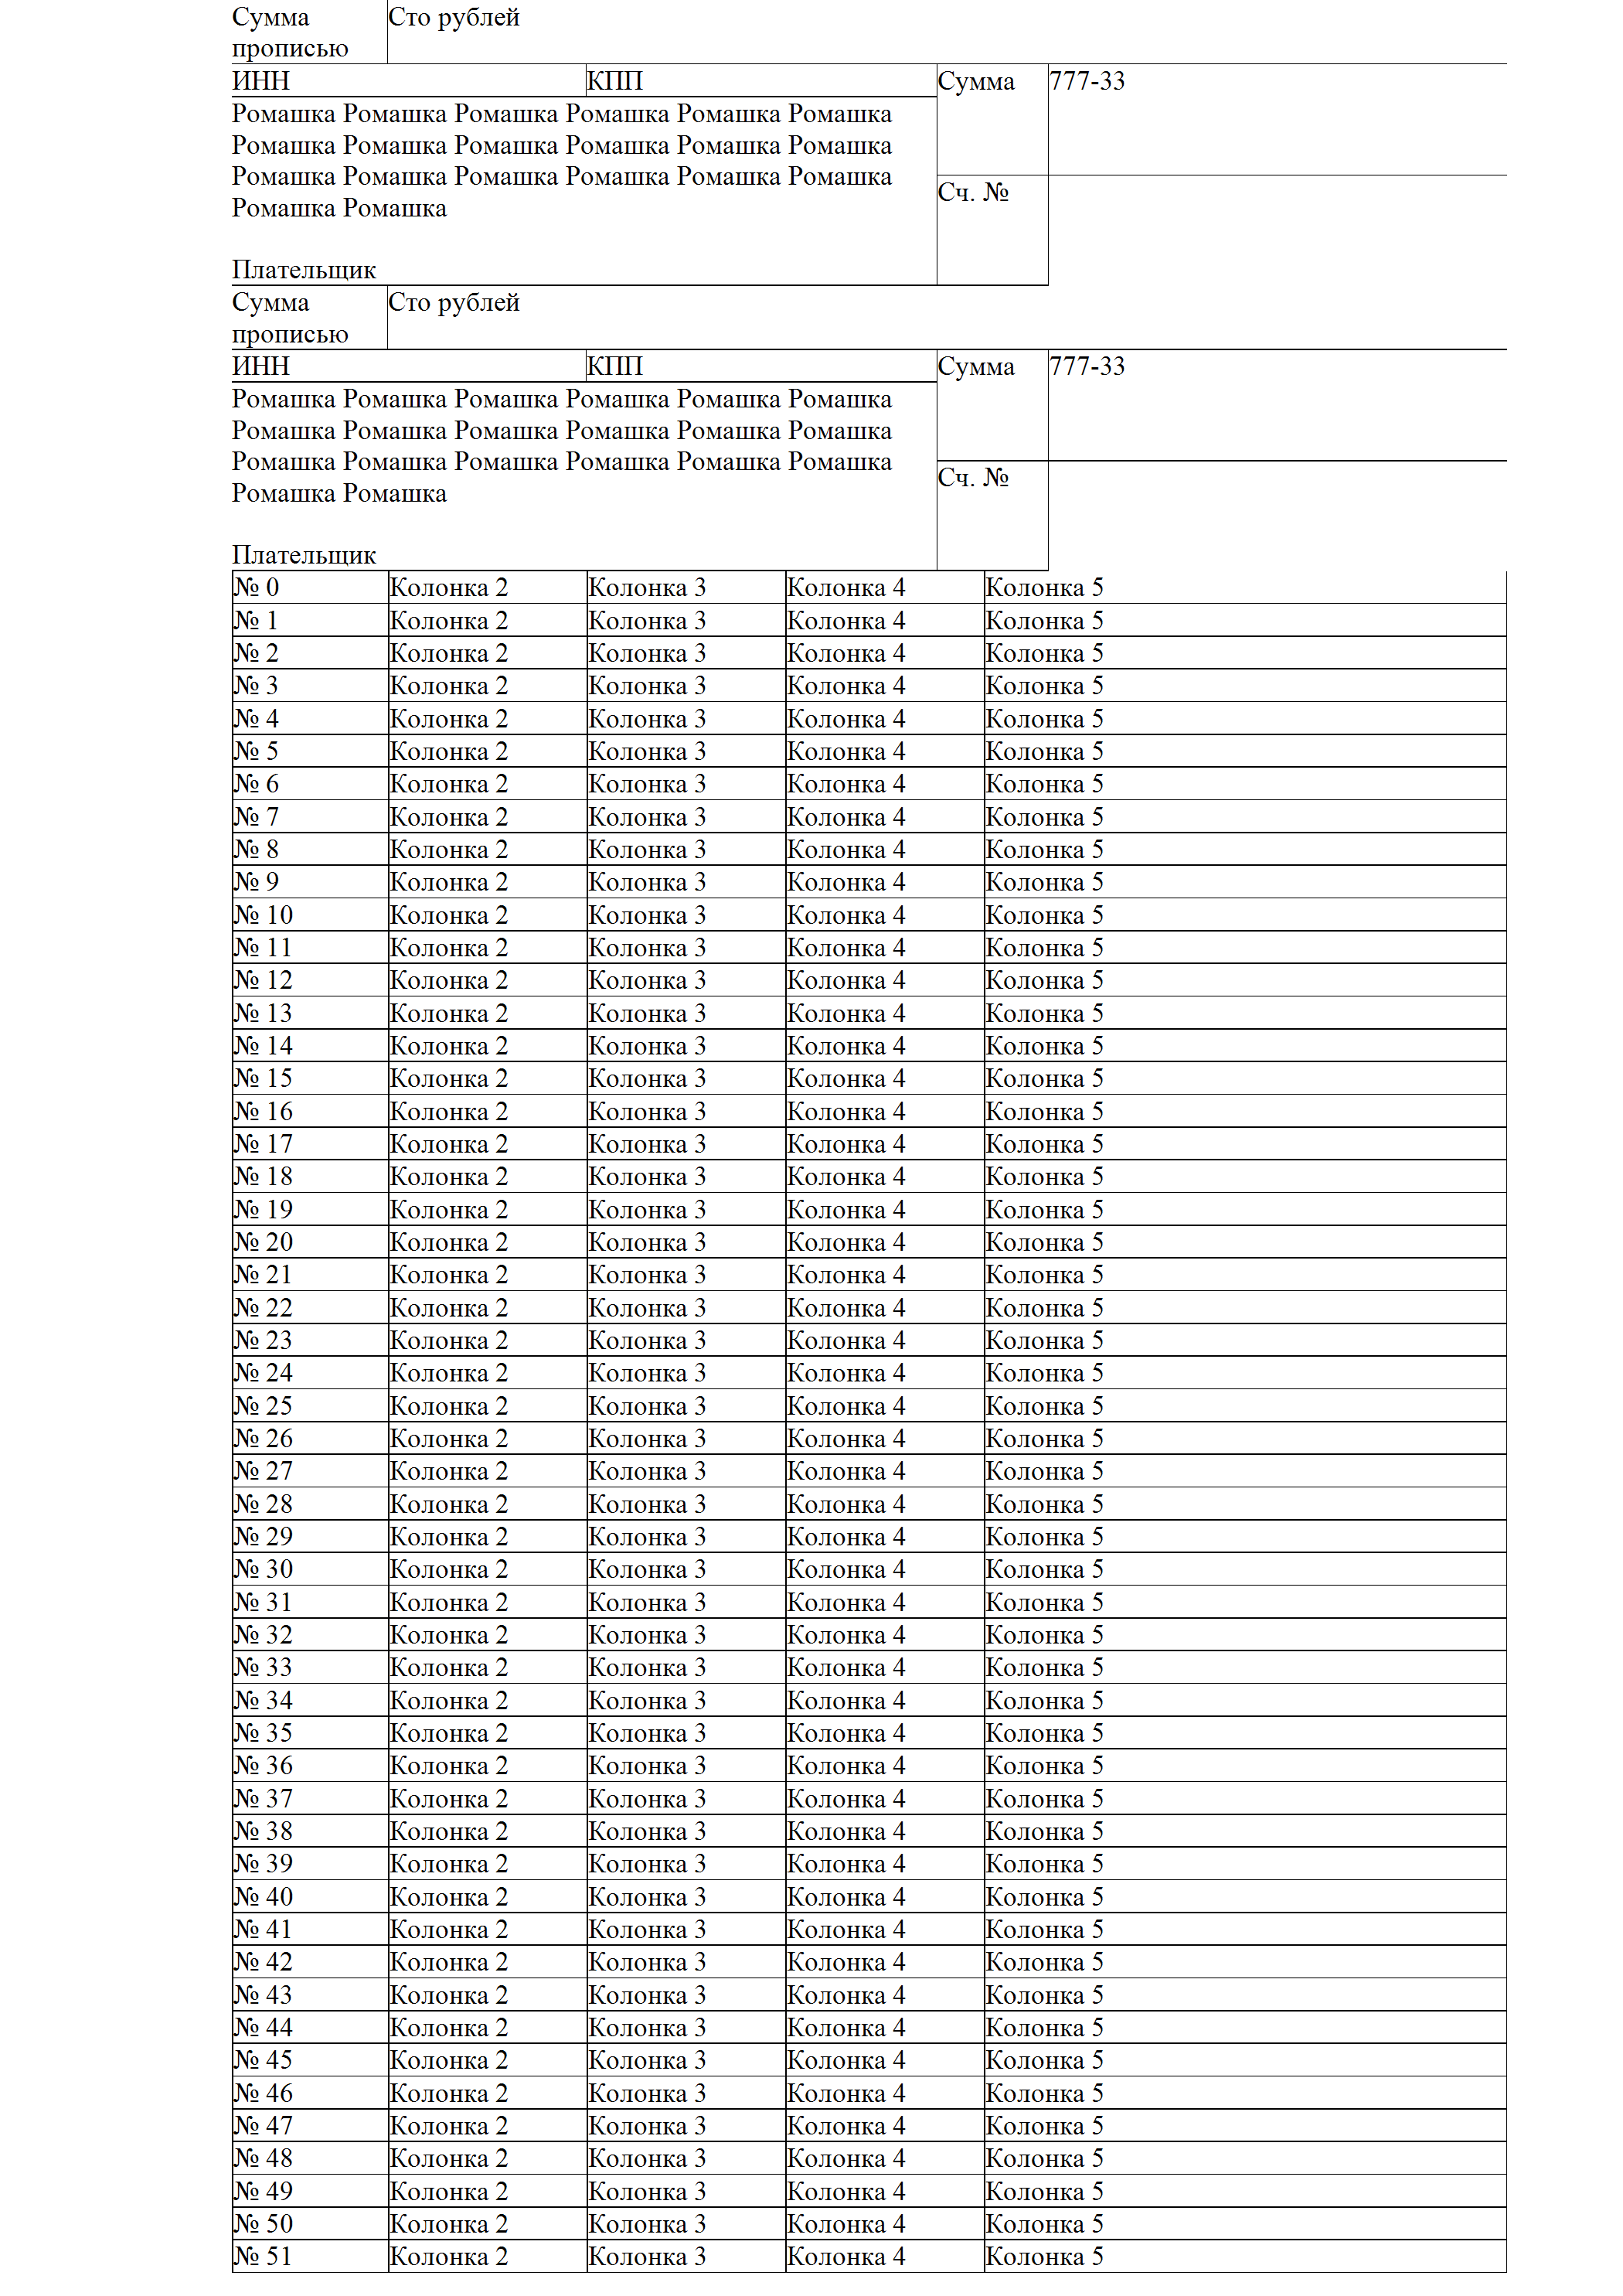 Сумма прописью Сто рублей
ИНН КПП Сумма 777-33
Ромашка Ромашка Ромашка Ромашка Ромашка Ромашка
Ромашка Ромашка Ромашка Ромашка Ромашка Ромашка
Ромашка Ромашка Ромашка Ромашка Ромашка Ромашка
Сч. №
Ромашка Ромашка
Плательщик
Сумма прописью Сто рублей
ИНН КПП Сумма 777-33
Ромашка Ромашка Ромашка Ромашка Ромашка Ромашка
Ромашка Ромашка Ромашка Ромашка Ромашка Ромашка
Ромашка Ромашка Ромашка Ромашка Ромашка Ромашка
Сч. №
Ромашка Ромашка
Плательщик
№ 0 Колонка 2 Колонка 3 Колонка 4 Колонка 5
№ 1 Колонка 2 Колонка 3 Колонка 4 Колонка 5
№ 2 Колонка 2 Колонка 3 Колонка 4 Колонка 5
№ 3 Колонка 2 Колонка 3 Колонка 4 Колонка 5
№ 4 Колонка 2 Колонка 3 Колонка 4 Колонка 5
№ 5 Колонка 2 Колонка 3 Колонка 4 Колонка 5
№ 6 Колонка 2 Колонка 3 Колонка 4 Колонка 5
№ 7 Колонка 2 Колонка 3 Колонка 4 Колонка 5
№ 8 Колонка 2 Колонка 3 Колонка 4 Колонка 5
№ 9 Колонка 2 Колонка 3 Колонка 4 Колонка 5
№ 10 Колонка 2 Колонка 3 Колонка 4 Колонка 5
№ 11 Колонка 2 Колонка 3 Колонка 4 Колонка 5
№ 12 Колонка 2 Колонка 3 Колонка 4 Колонка 5
№ 13 Колонка 2 Колонка 3 Колонка 4 Колонка 5
№ 14 Колонка 2 Колонка 3 Колонка 4 Колонка 5
№ 15 Колонка 2 Колонка 3 Колонка 4 Колонка 5
№ 16 Колонка 2 Колонка 3 Колонка 4 Колонка 5
№ 17 Колонка 2 Колонка 3 Колонка 4 Колонка 5
№ 18 Колонка 2 Колонка 3 Колонка 4 Колонка 5
№ 19 Колонка 2 Колонка 3 Колонка 4 Колонка 5
№ 20 Колонка 2 Колонка 3 Колонка 4 Колонка 5
№ 21 Колонка 2 Колонка 3 Колонка 4 Колонка 5
№ 22 Колонка 2 Колонка 3 Колонка 4 Колонка 5
№ 23 Колонка 2 Колонка 3 Колонка 4 Колонка 5
№ 24 Колонка 2 Колонка 3 Колонка 4 Колонка 5
№ 25 Колонка 2 Колонка 3 Колонка 4 Колонка 5
№ 26 Колонка 2 Колонка 3 Колонка 4 Колонка 5
№ 27 Колонка 2 Колонка 3 Колонка 4 Колонка 5
№ 28 Колонка 2 Колонка 3 Колонка 4 Колонка 5
№ 29 Колонка 2 Колонка 3 Колонка 4 Колонка 5
№ 30 Колонка 2 Колонка 3 Колонка 4 Колонка 5
№ 31 Колонка 2 Колонка 3 Колонка 4 Колонка 5
№ 32 Колонка 2 Колонка 3 Колонка 4 Колонка 5
№ 33 Колонка 2 Колонка 3 Колонка 4 Колонка 5
№ 34 Колонка 2 Колонка 3 Колонка 4 Колонка 5
№ 35 Колонка 2 Колонка 3 Колонка 4 Колонка 5
№ 36 Колонка 2 Колонка 3 Колонка 4 Колонка 5
№ 37 Колонка 2 Колонка 3 Колонка 4 Колонка 5
№ 38 Колонка 2 Колонка 3 Колонка 4 Колонка 5
№ 39 Колонка 2 Колонка 3 Колонка 4 Колонка 5
№ 40 Колонка 2 Колонка 3 Колонка 4 Колонка 5
№ 41 Колонка 2 Колонка 3 Колонка 4 Колонка 5
№ 42 Колонка 2 Колонка 3 Колонка 4 Колонка 5
№ 43 Колонка 2 Колонка 3 Колонка 4 Колонка 5
№ 44 Колонка 2 Колонка 3 Колонка 4 Колонка 5
№ 45 Колонка 2 Колонка 3 Колонка 4 Колонка 5
№ 46 Колонка 2 Колонка 3 Колонка 4 Колонка 5
№ 47 Колонка 2 Колонка 3 Колонка 4 Колонка 5
№ 48 Колонка 2 Колонка 3 Колонка 4 Колонка 5
№ 49 Колонка 2 Колонка 3 Колонка 4 Колонка 5
№ 50 Колонка 2 Колонка 3 Колонка 4 Колонка 5
№ 51 Колонка 2 Колонка 3 Колонка 4 Колонка 5